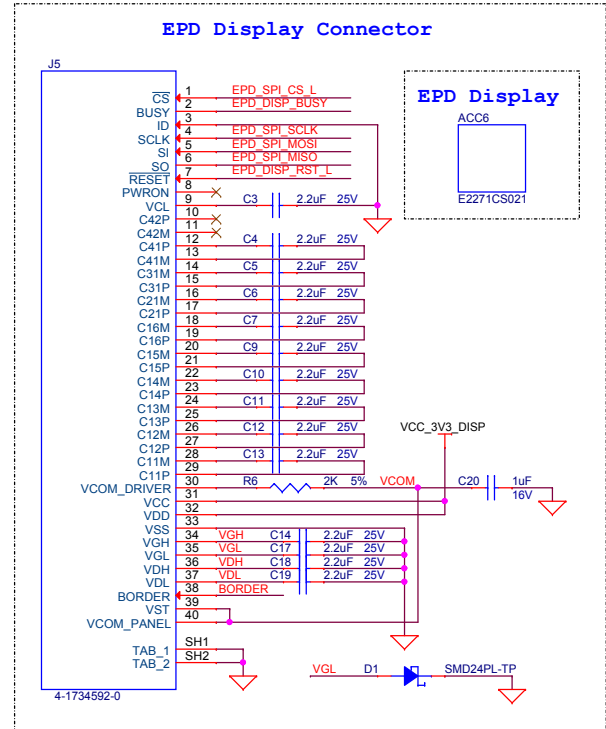 EPD Display Connector
J5
CS 1 EPD_SPI_CS_L
BUSY 2 EPD_DISP_BUSY
ID 3
SCLK 4 EPD_SPI_SCLK
SI 5 EPD_SPI_MOSI
SO 6 EPD_SPI_MISO
RESET 7 EPD_DISP_RST_L
PWRON 8
VCL 9 C3 2.2uF 25V
C42P 10
C42M 11
C41P 12 C4 2.2uF 25V
C41M 13
C31M 14 C5 2.2uF 25V
C31P 15
C21M 16 C6 2.2uF 25V
C21P 17
C16M 18 C7 2.2uF 25V
C16P 19
C15M 20 C9 2.2uF 25V
C15P 21
C14M 22 C10 2.2uF 25V
C14P 23
C13M 24 C11 2.2uF 25V
C13P 25
C12M 26 C12 2.2uF 25V
C12P 27
C11M 28 C13 2.2uF 25V
C11P 29
VCOM_DRIVER 30 R6 2K 5% VCOM C20 1uF
16V
VCC 31
VDD 32
VSS 33
VGH 34 VGH C14 2.2uF 25V
VGL 35 VGL C17 2.2uF 25V
VDH 36 VDH C18 2.2uF 25V
VDL 37 VDL C19 2.2uF 25V
BORDER 38 BORDER
VST 39
VCOM_PANEL 40
TAB_1 SH1
TAB_2 SH2
4-1734592-0
EPD Display
ACC6
E2271CS021
VCC_3V3_DISP
VGL D1 SMD24PL-TP